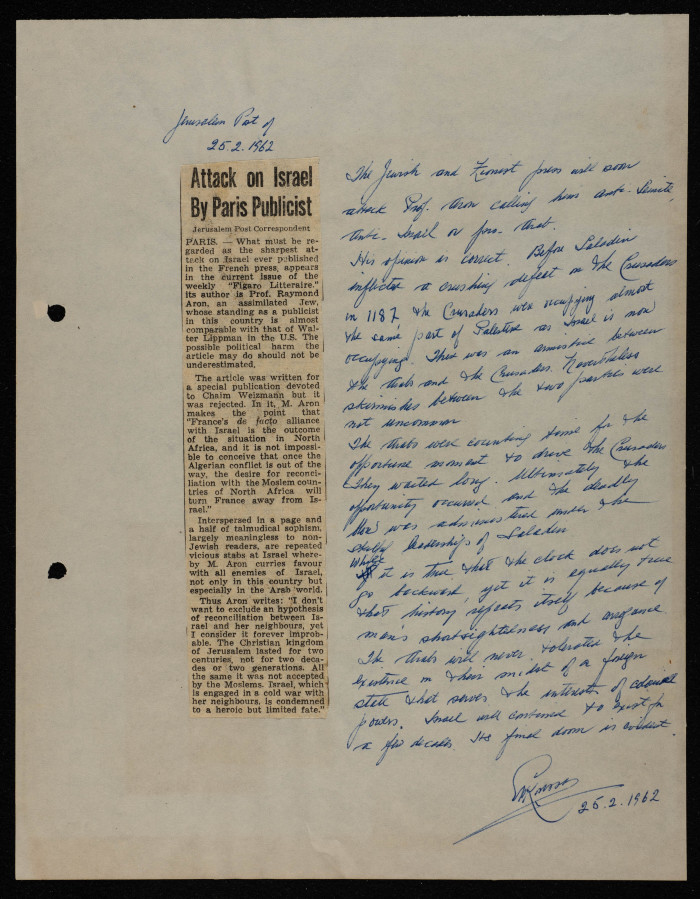 Jerusalem Post of
25.2.1962
Attack on Israel
By Paris Publicist
Jerusalem Post Correspondent
PARIS. — What must be re-
garded as the sharpest at-
tack on Israel ever published
in the French press, appears
in the current issue of the
weekly "Figaro Litteraire."
Its author is Prof. Raymond
Aron, an assimilated Jew,
whose standing as a publicist
in this country is almost
comparable with that of Wal-
ter Lippman in the U.S. The
possible political harm the
article may do should not be
underestimated.
The article was written for
a special publication devoted
to Chaim Weizmann but it
was rejected. In it, M. Aron
makes the point that
"France's de facto alliance
with Israel is the outcome
of the situation in North
Africa, and it is not impossi-
ble to conceive that once the
Algerian conflict is out of the
way, the desire for reconcil-
liation with the Moslem coun-
tries of North Africa will
turn France away from Is-
rael."
Interspersed in a page and
a half of talmudical sophism,
largely meaningless to non-
Jewish readers, are repeated
vicious stabs at Israel where-
by M. Aron curries favour
with all enemies of Israel,
not only in this country but
especially in the Arab world.
Thus Aron writes: "I don't
want to exclude an hypothesis
of reconciliation between Is-
rael and her neighbours, yet
I consider it forever improb-
able. The Christian kingdom
of Jerusalem lasted for two
centuries, not for two deca-
des or two generations. All
the same it was not accepted
by the Moslems. Israel, which
is engaged in a cold war with
her neighbours, is condemned
to a heroic but limited fate."
The Jewish and Zionist press will soon
attack Prof. Aron calling him anti-Semite,
anti-Israel or pro-Arab.
His opinion is correct. Before Saladin
inflicted a crushing defeat on the Crusaders
in 1187 the Crusaders were occupying almost
the same part of Palestine as Israel is now
occupying. There was an armistice between
the Arabs and the Crusaders. Nevertheless
skirmishes between the two parties were
not uncommon
The Arabs were counting time for the
opportune moment to drive the Crusaders
They waited long. Ultimately the
opportunity occurred and the deadly
blow was administered under the
skilful leadership of Saladin
While it is true that the clock does not
go backward, yet it is equally true
that history repeats itself because of
man's shortsightedness and arrogance
The Arabs will never tolerated the
existence in their midst of a foreign
state that serves the interests of colonial
powers. Israel will continued to exist for
a few decades. Its final doom is evident.
25.2.1962